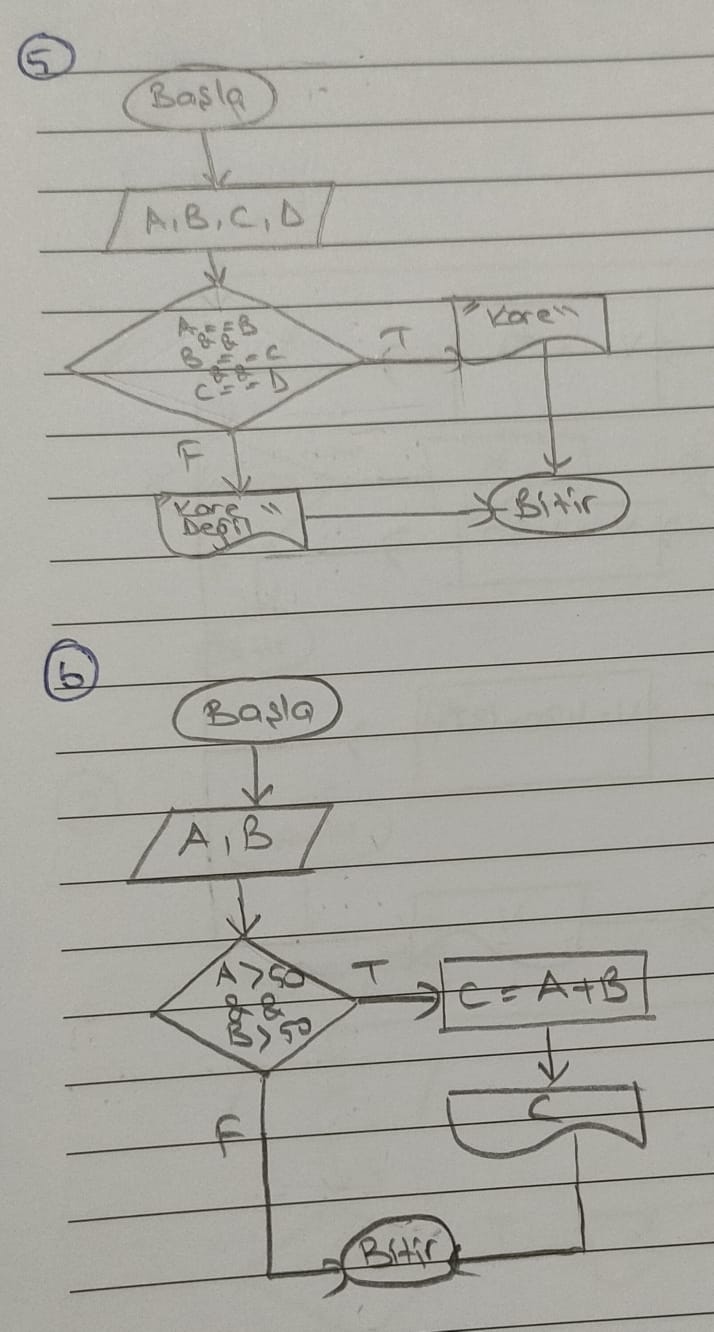 5
Başla
A, B, C, D
A == B
&&
B == C
&&
C == D
T
"Kare"
F
"Kare
Değil"
Bitir
6
Başla
A, B
A > 50
&&
B > 50
T
C = A + B
C
F
Bitir